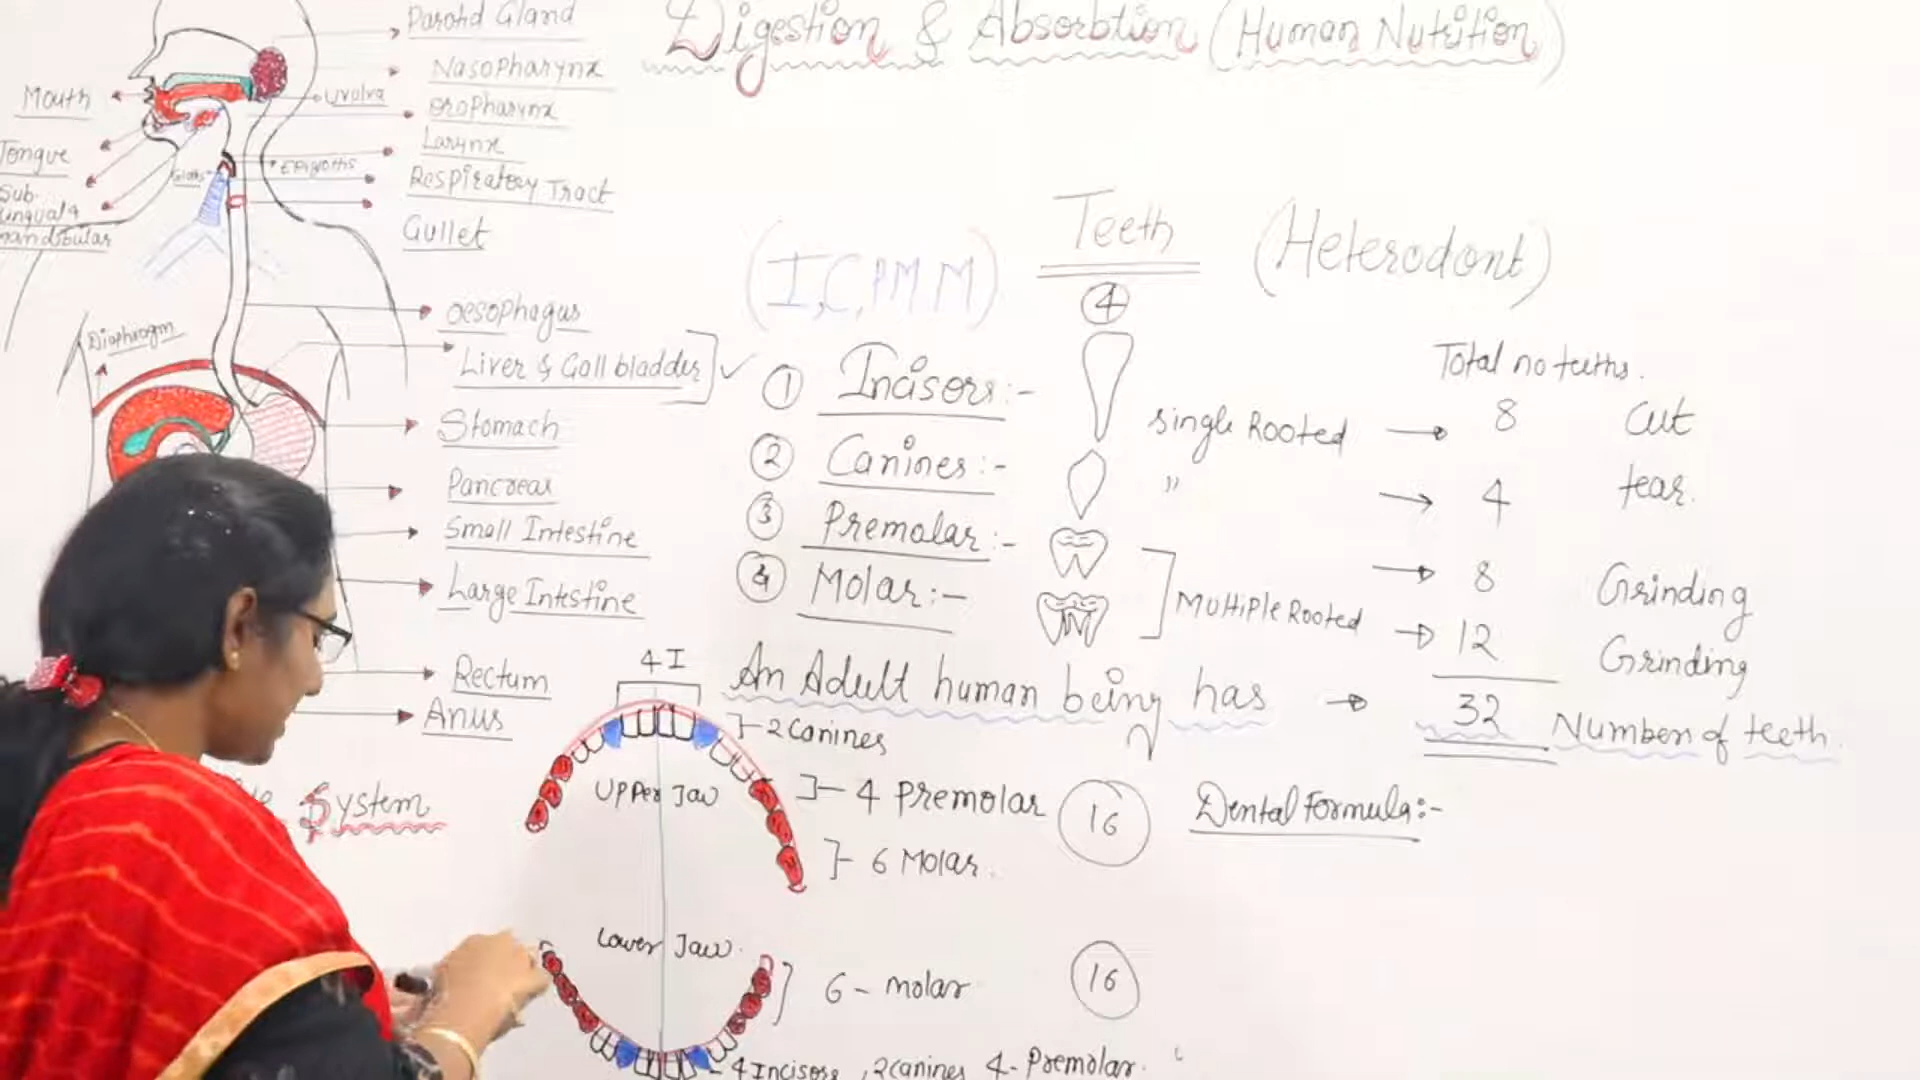 Digestion & Absorbtion (Human Nutrition)
Parotid Gland
Nasopharynx
Mouth
Uvulva
oropharynx
Larynx
Tongue
Epiglottis
Respiratory Tract
Sub
lingual &
mandibular
Gullet
Teeth
(Heterodont)
(I,C,PM M)
4
Diaphragm
oesophagus
Liver & Gall bladder
Stomach
Pancreas
Small Intestine
Large Intestine
Rectum
Anus
System
Total no teeths.
1 Incisors:- single Rooted → 8 Cut
2 Canines:- " → 4 tear.
3 Premolar:- → 8 Grinding
4 Molar:- Multiple Rooted → 12 Grinding
An Adult human being has → 32 Number of teeth.
4 I
2 Canines
Upper Jaw
4 Premolar
16
Dental Formula:-
6 Molar.
Lower Jaw.
6 - molar
16
- 4 Incisors, 2 canines 4 - Premolar.